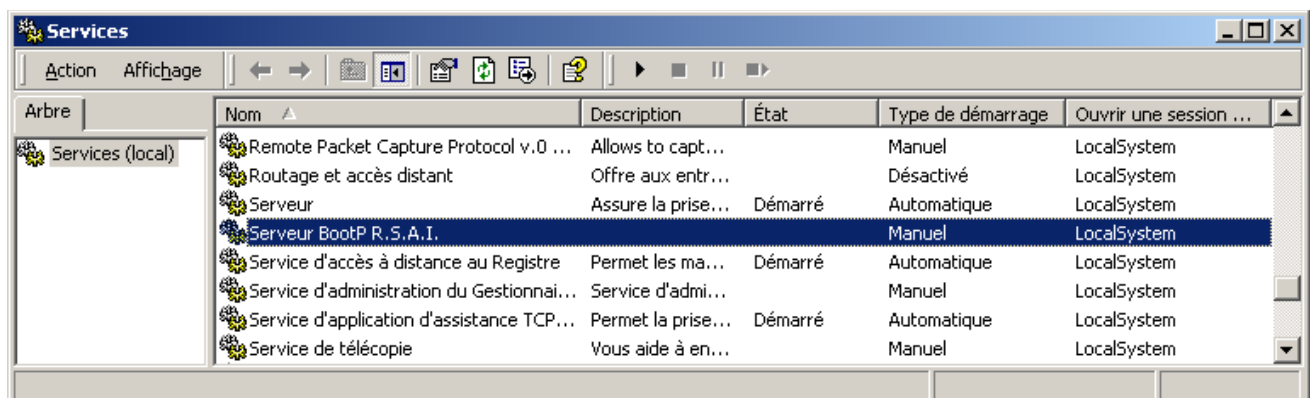 Services
Action Affichage
Arbre
Nom Description État Type de démarrage Ouvrir une session ...
Services (local)
Remote Packet Capture Protocol v.0 ... Allows to capt... Manuel LocalSystem
Routage et accès distant Offre aux entr... Désactivé LocalSystem
Serveur Assure la prise... Démarré Automatique LocalSystem
Serveur BootP R.S.A.I. Manuel LocalSystem
Service d'accès à distance au Registre Permet les ma... Démarré Automatique LocalSystem
Service d'administration du Gestionnai... Service d'admi... Manuel LocalSystem
Service d'application d'assistance TCP... Permet la prise... Démarré Automatique LocalSystem
Service de télécopie Vous aide à en... Manuel LocalSystem